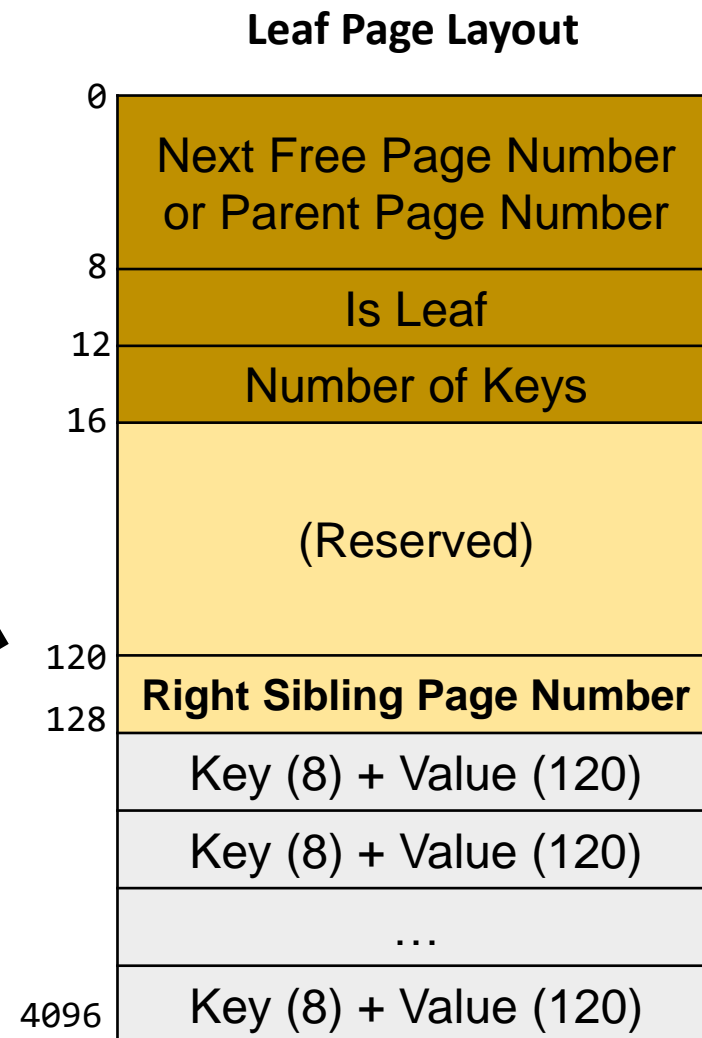 Leaf Page Layout
0
Next Free Page Number
or Parent Page Number
8
Is Leaf
12
Number of Keys
16
(Reserved)
120
Right Sibling Page Number
128
Key (8) + Value (120)
Key (8) + Value (120)
…
Key (8) + Value (120)
4096